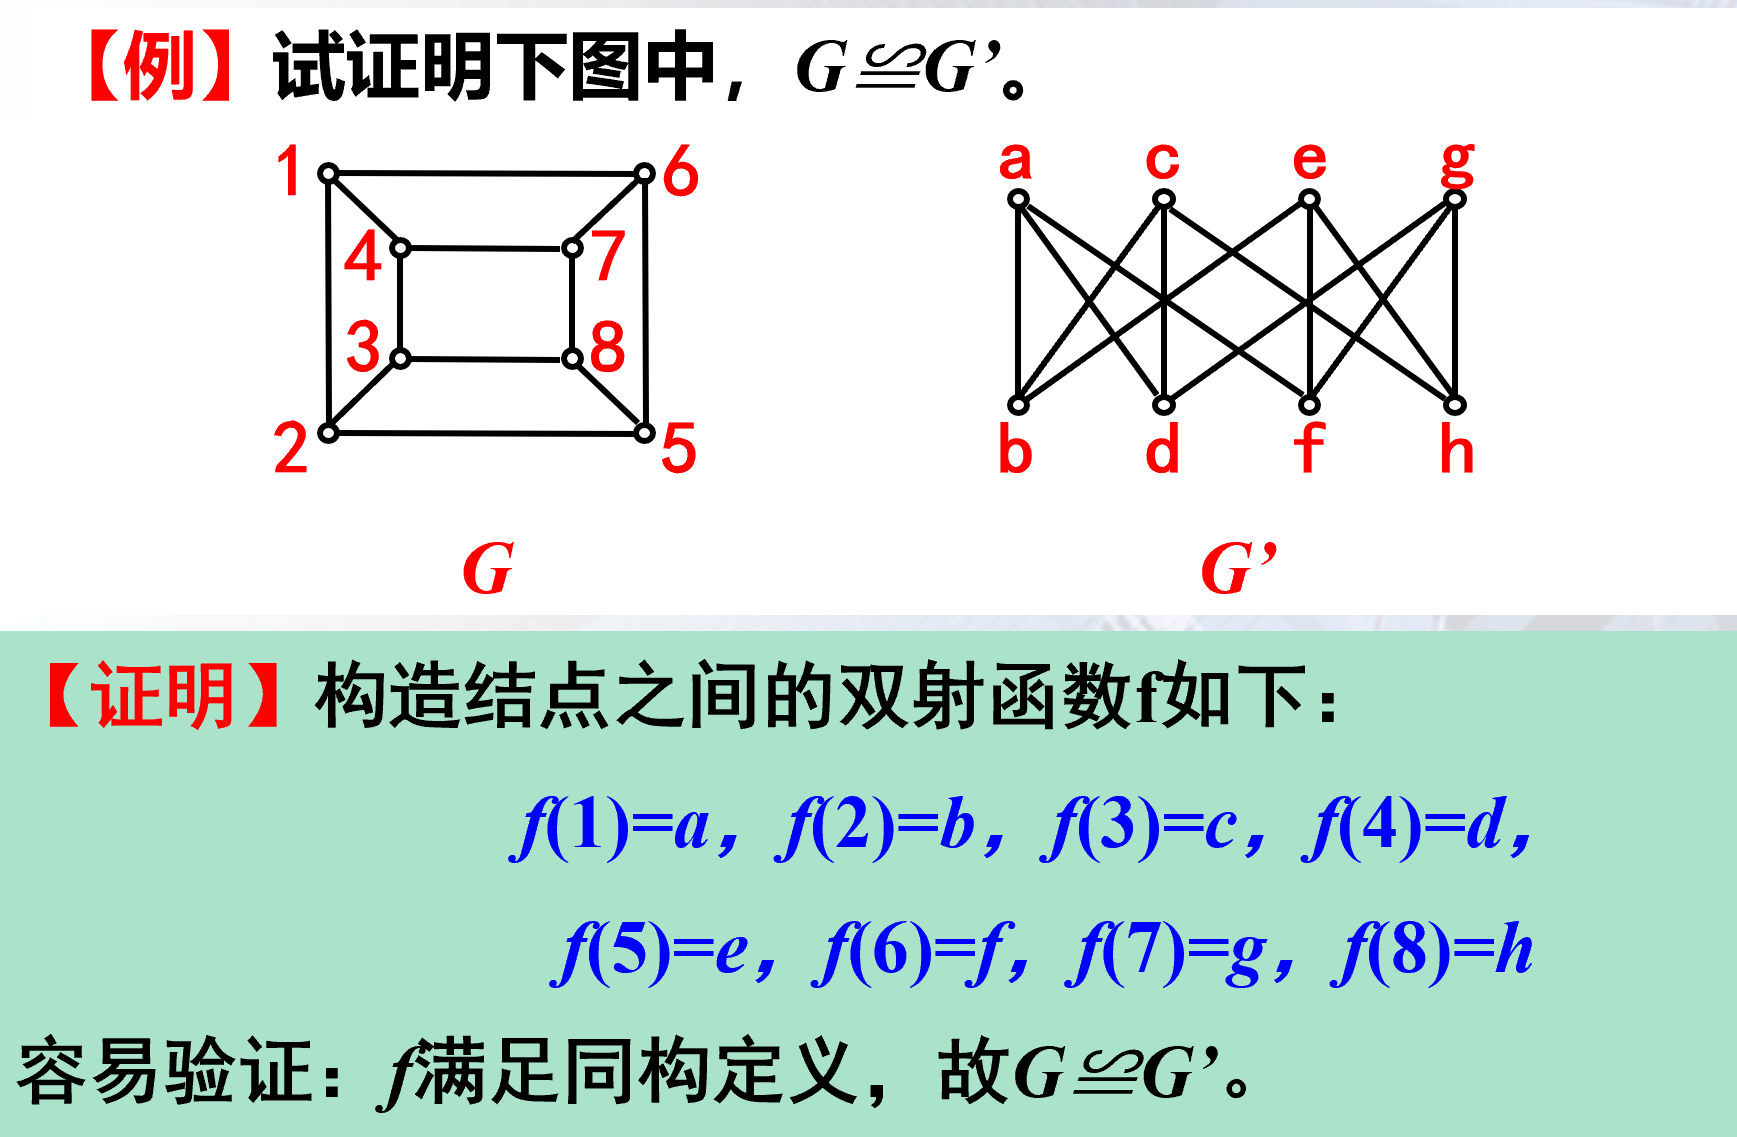 【例】试证明下图中，G≌G’。
1 6 a c e g
4 7
3 8
2 5 b d f h
G G’
【证明】构造结点之间的双射函数f如下：
f(1)=a，f(2)=b，f(3)=c，f(4)=d，
f(5)=e，f(6)=f，f(7)=g，f(8)=h
容易验证：f满足同构定义，故G≌G’。